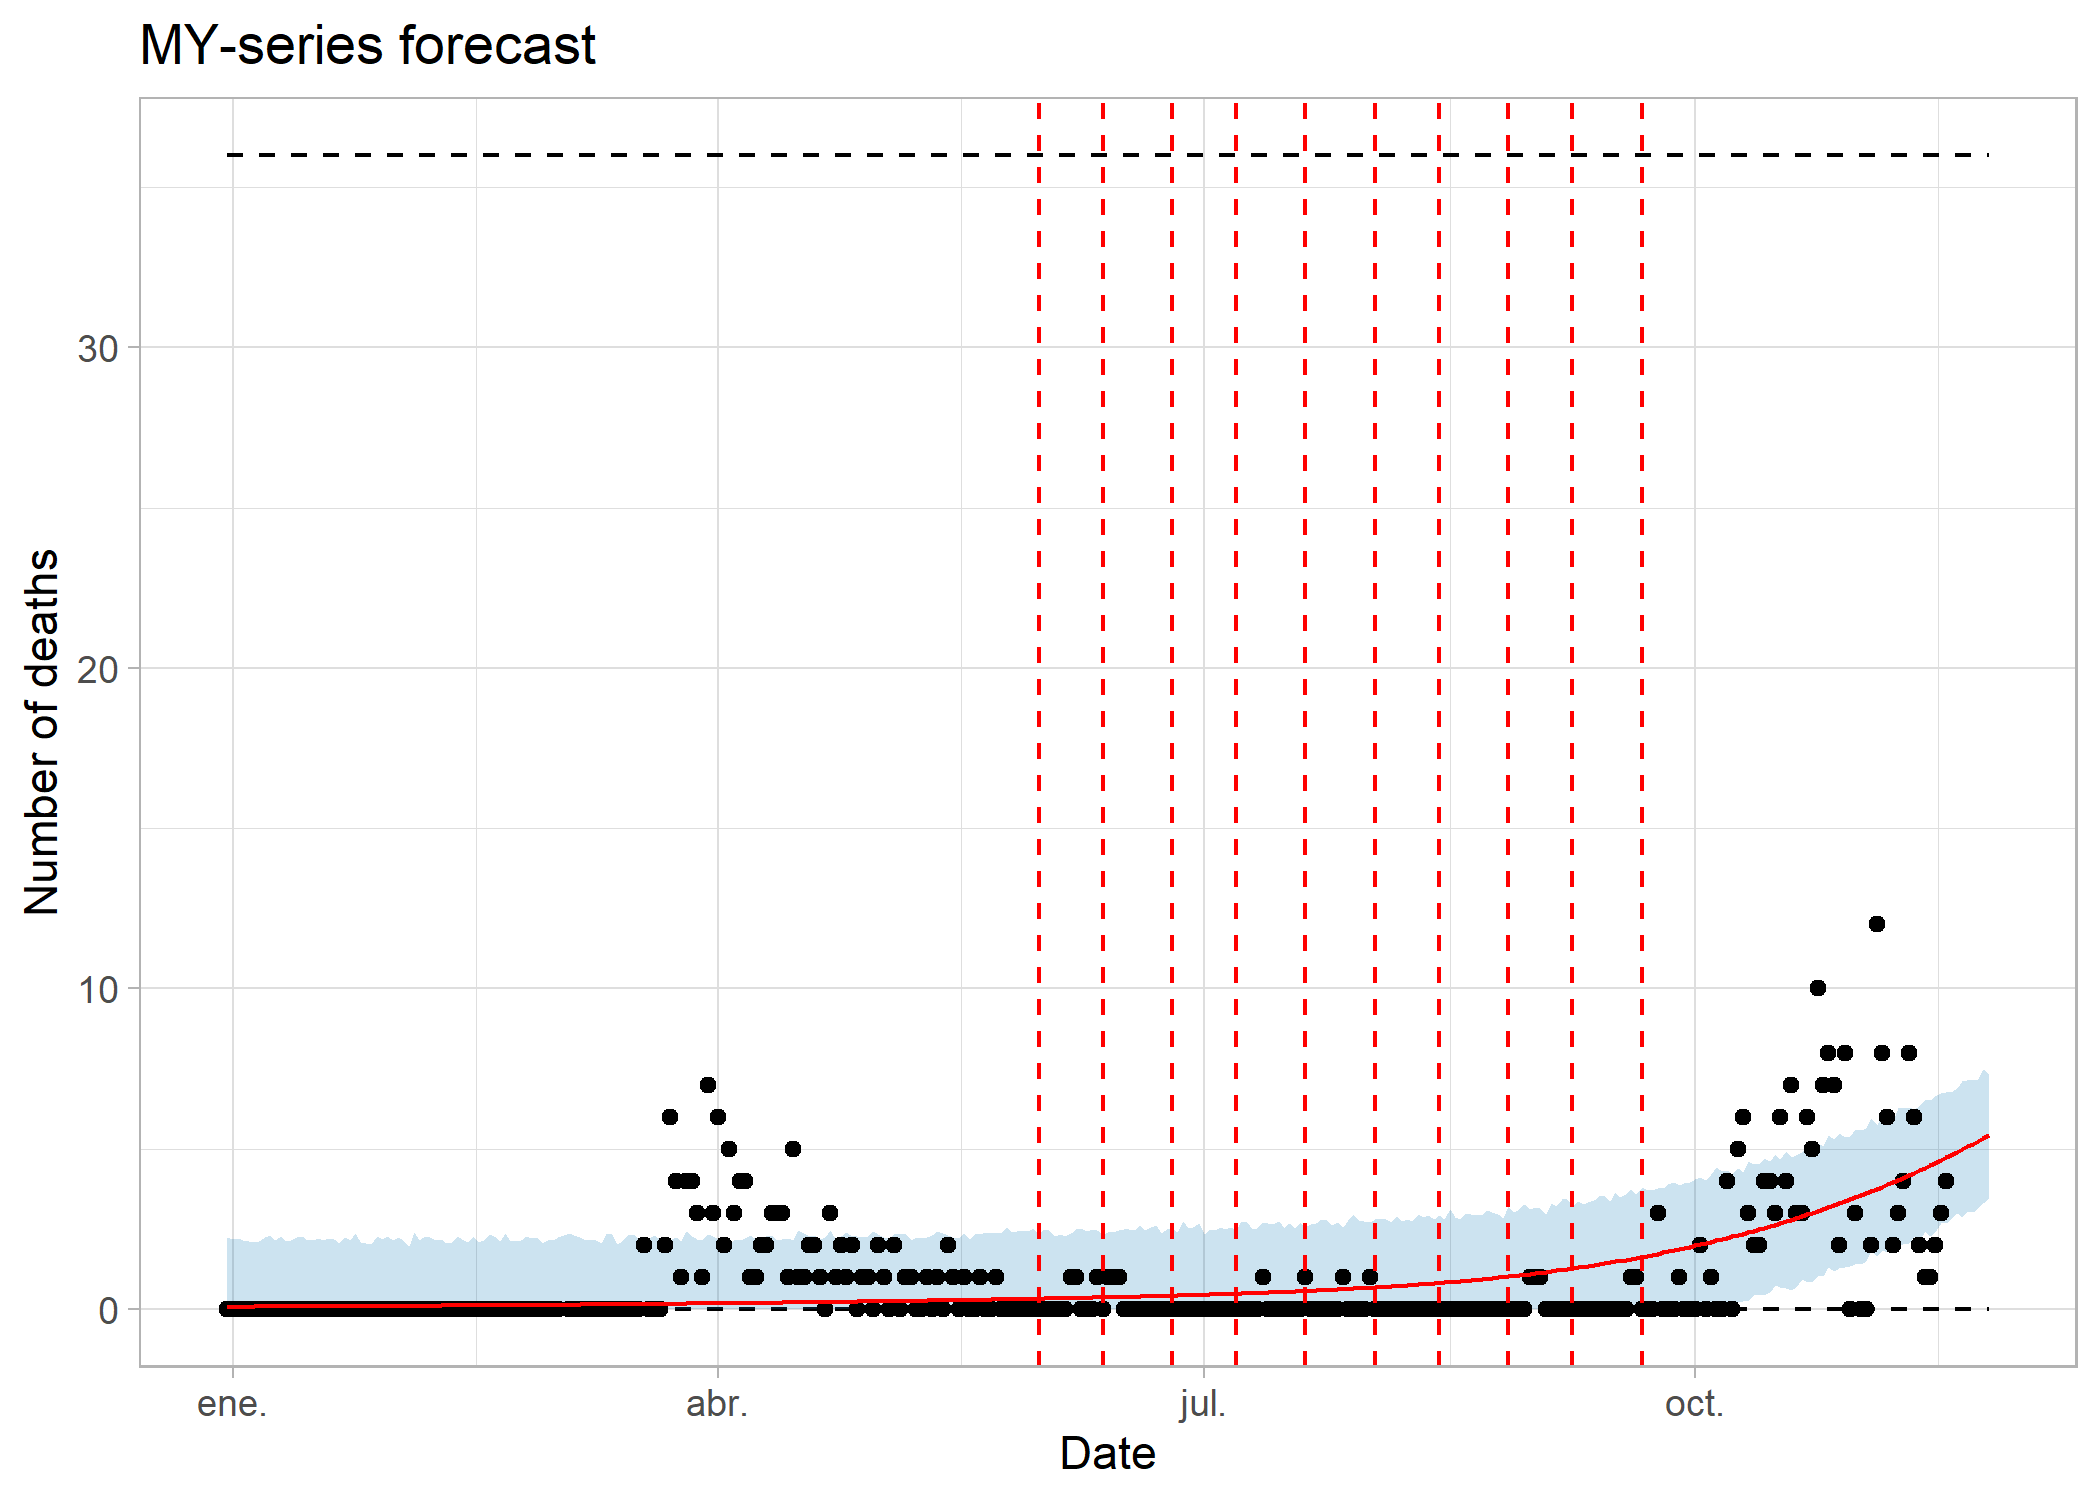 MY-series forecast
Number of deaths
30
20
10
0
ene.
abr.
jul.
oct.
Date